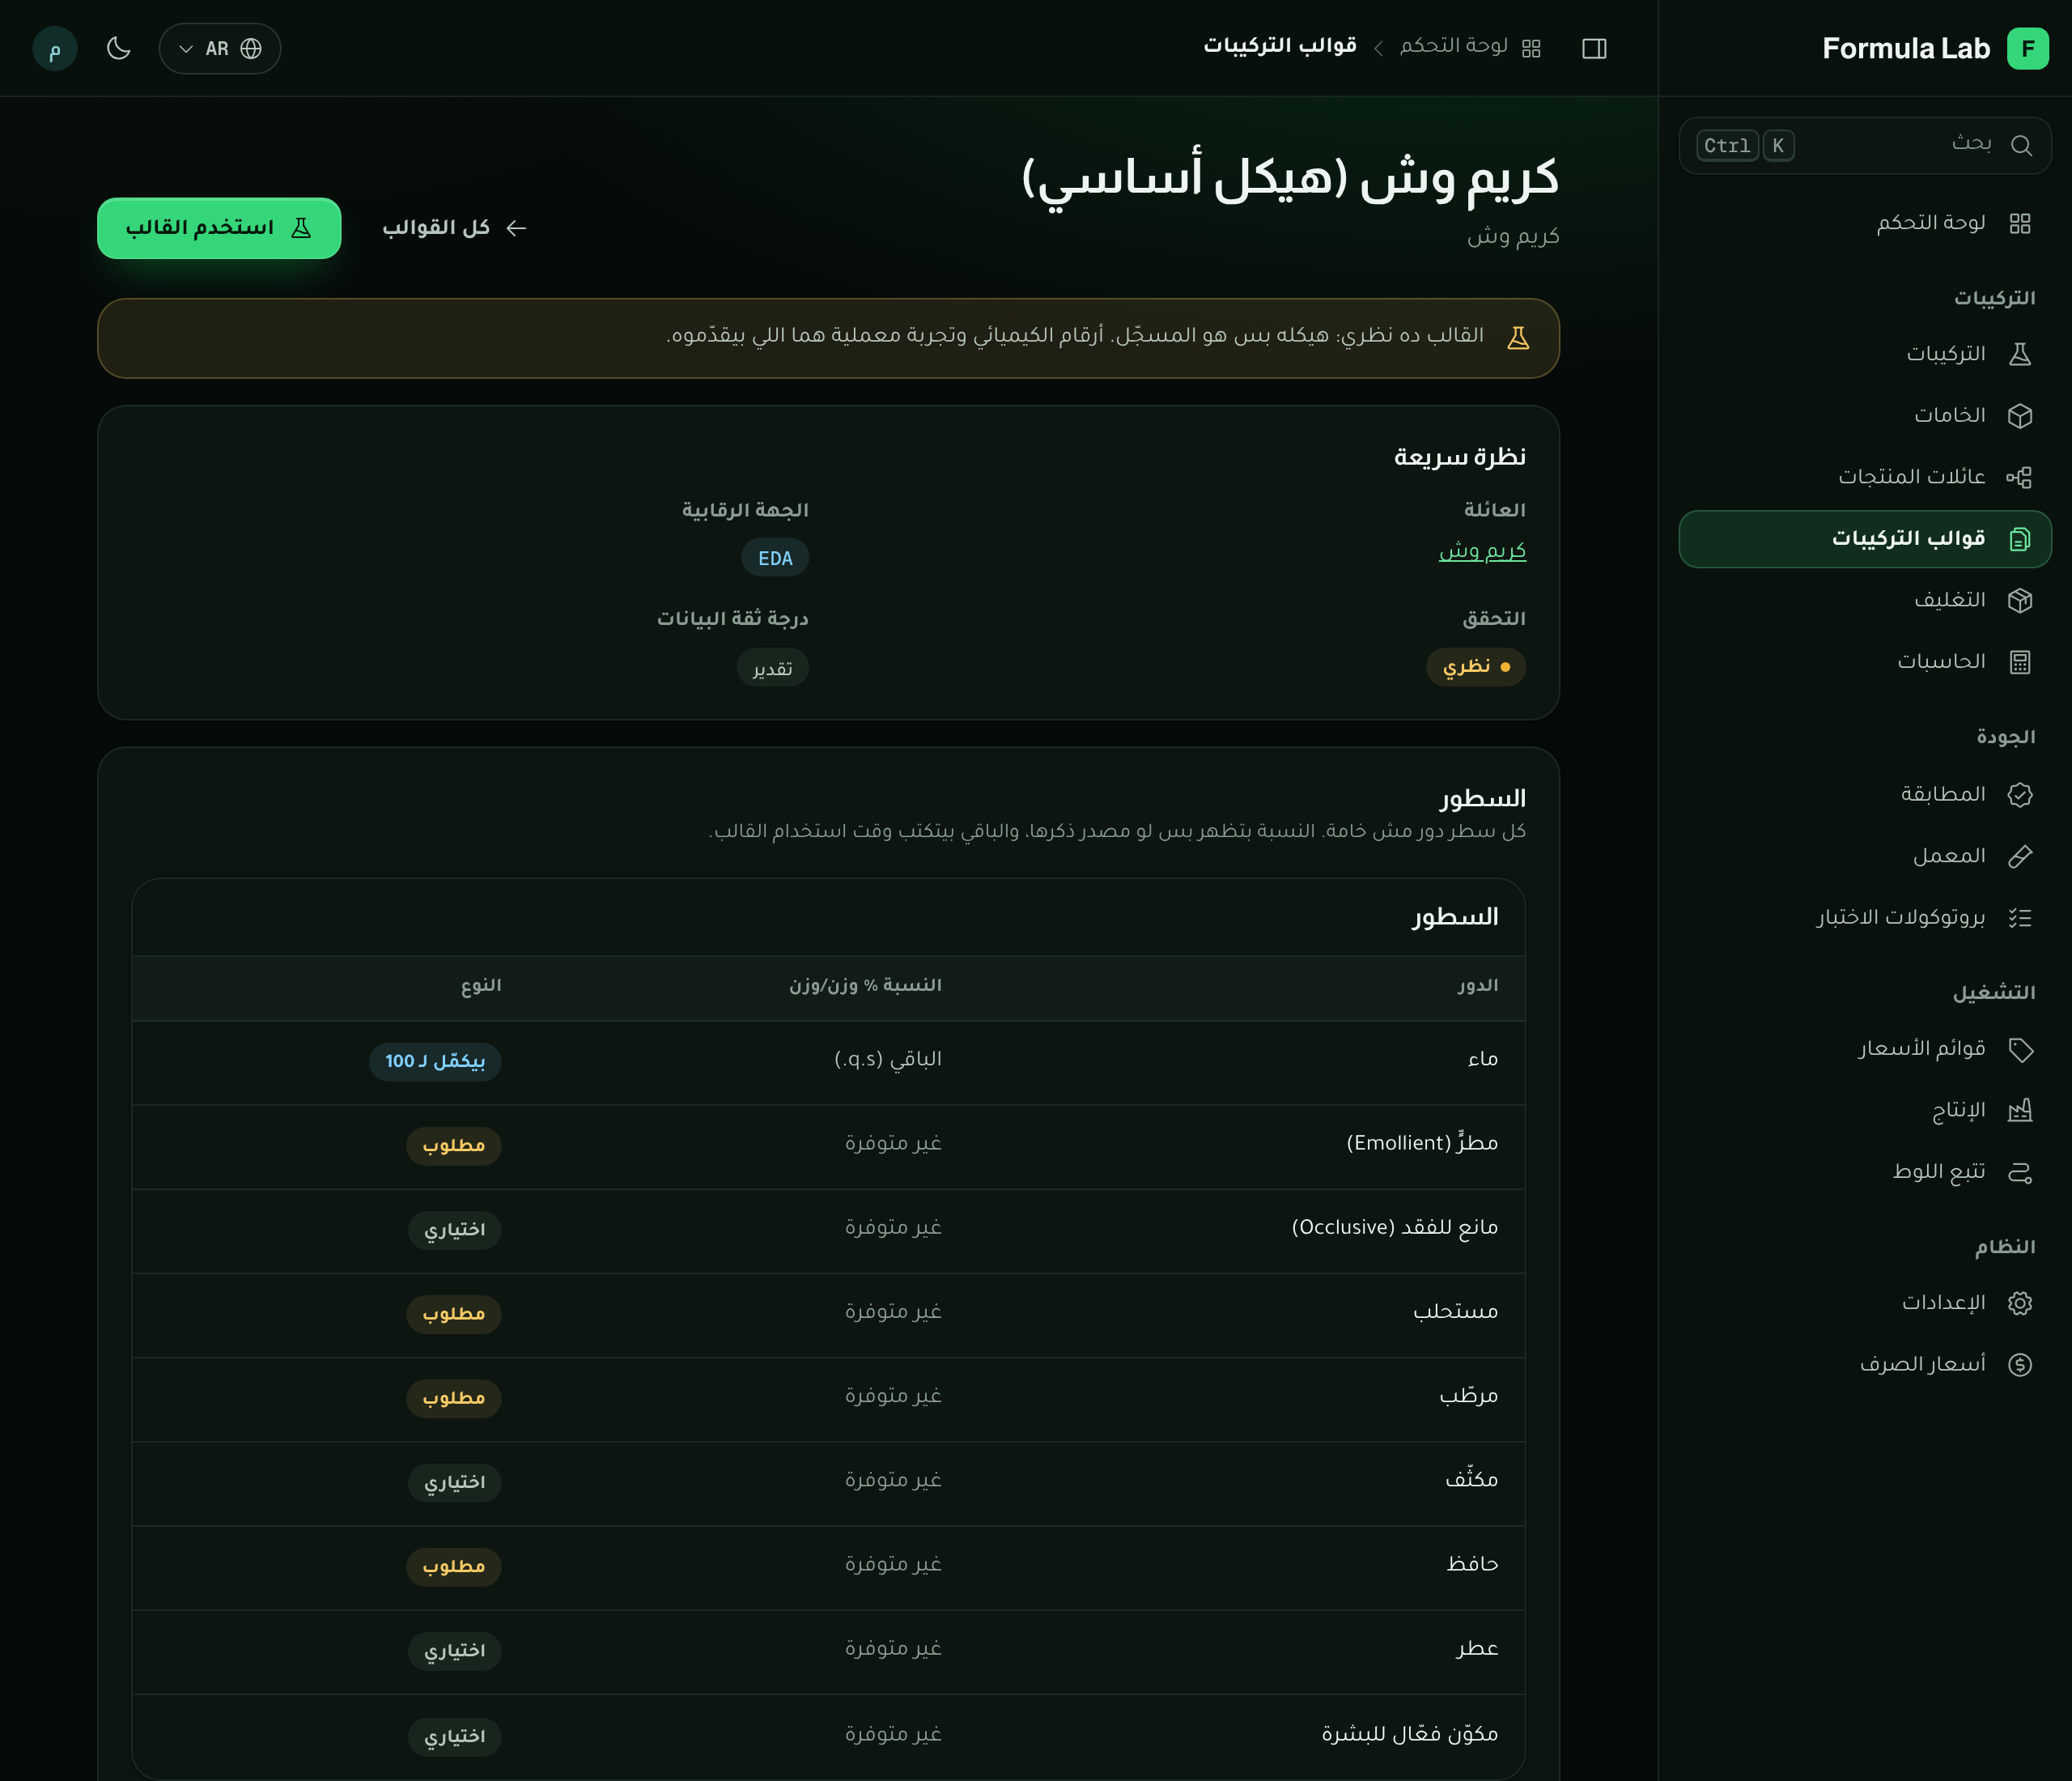 F Formula Lab
بحث Ctrl K
لوحة التحكم
التركيبات
التركيبات
الخامات
عائلات المنتجات
قوالب التركيبات
التغليف
الحاسبات
الجودة
المطابقة
المعمل
بروتوكولات الاختبار
التشغيل
قوائم الأسعار
الإنتاج
تتبع اللوط
النظام
الإعدادات
أسعار الصرف
لوحة التحكم
قوالب التركيبات
AR
م
كريم وش (هيكل أساسي)
كريم وش
كل القوالب
استخدم القالب
القالب ده نظري: هيكله بس هو المسجّل. أرقام الكيميائي وتجربة معملية هما اللي بيقدّموه.
نظرة سريعة
العائلة
كريم وش
الجهة الرقابية
EDA
التحقق
نظري
درجة ثقة البيانات
تقدير
السطور
كل سطر دور مش خامة. النسبة بتظهر بس لو مصدر ذكرها، والباقي بيتكتب وقت استخدام القالب.
السطور
الدور النسبة % وزن/وزن النوع
ماء الباقي (q.s.) بيكمّل لـ 100
مطرٍّ (Emollient) غير متوفرة مطلوب
مانع للفقد (Occlusive) غير متوفرة اختياري
مستحلب غير متوفرة مطلوب
مرطّب غير متوفرة مطلوب
مكثّف غير متوفرة اختياري
حافظ غير متوفرة مطلوب
عطر غير متوفرة اختياري
مكوّن فعّال للبشرة غير متوفرة اختياري